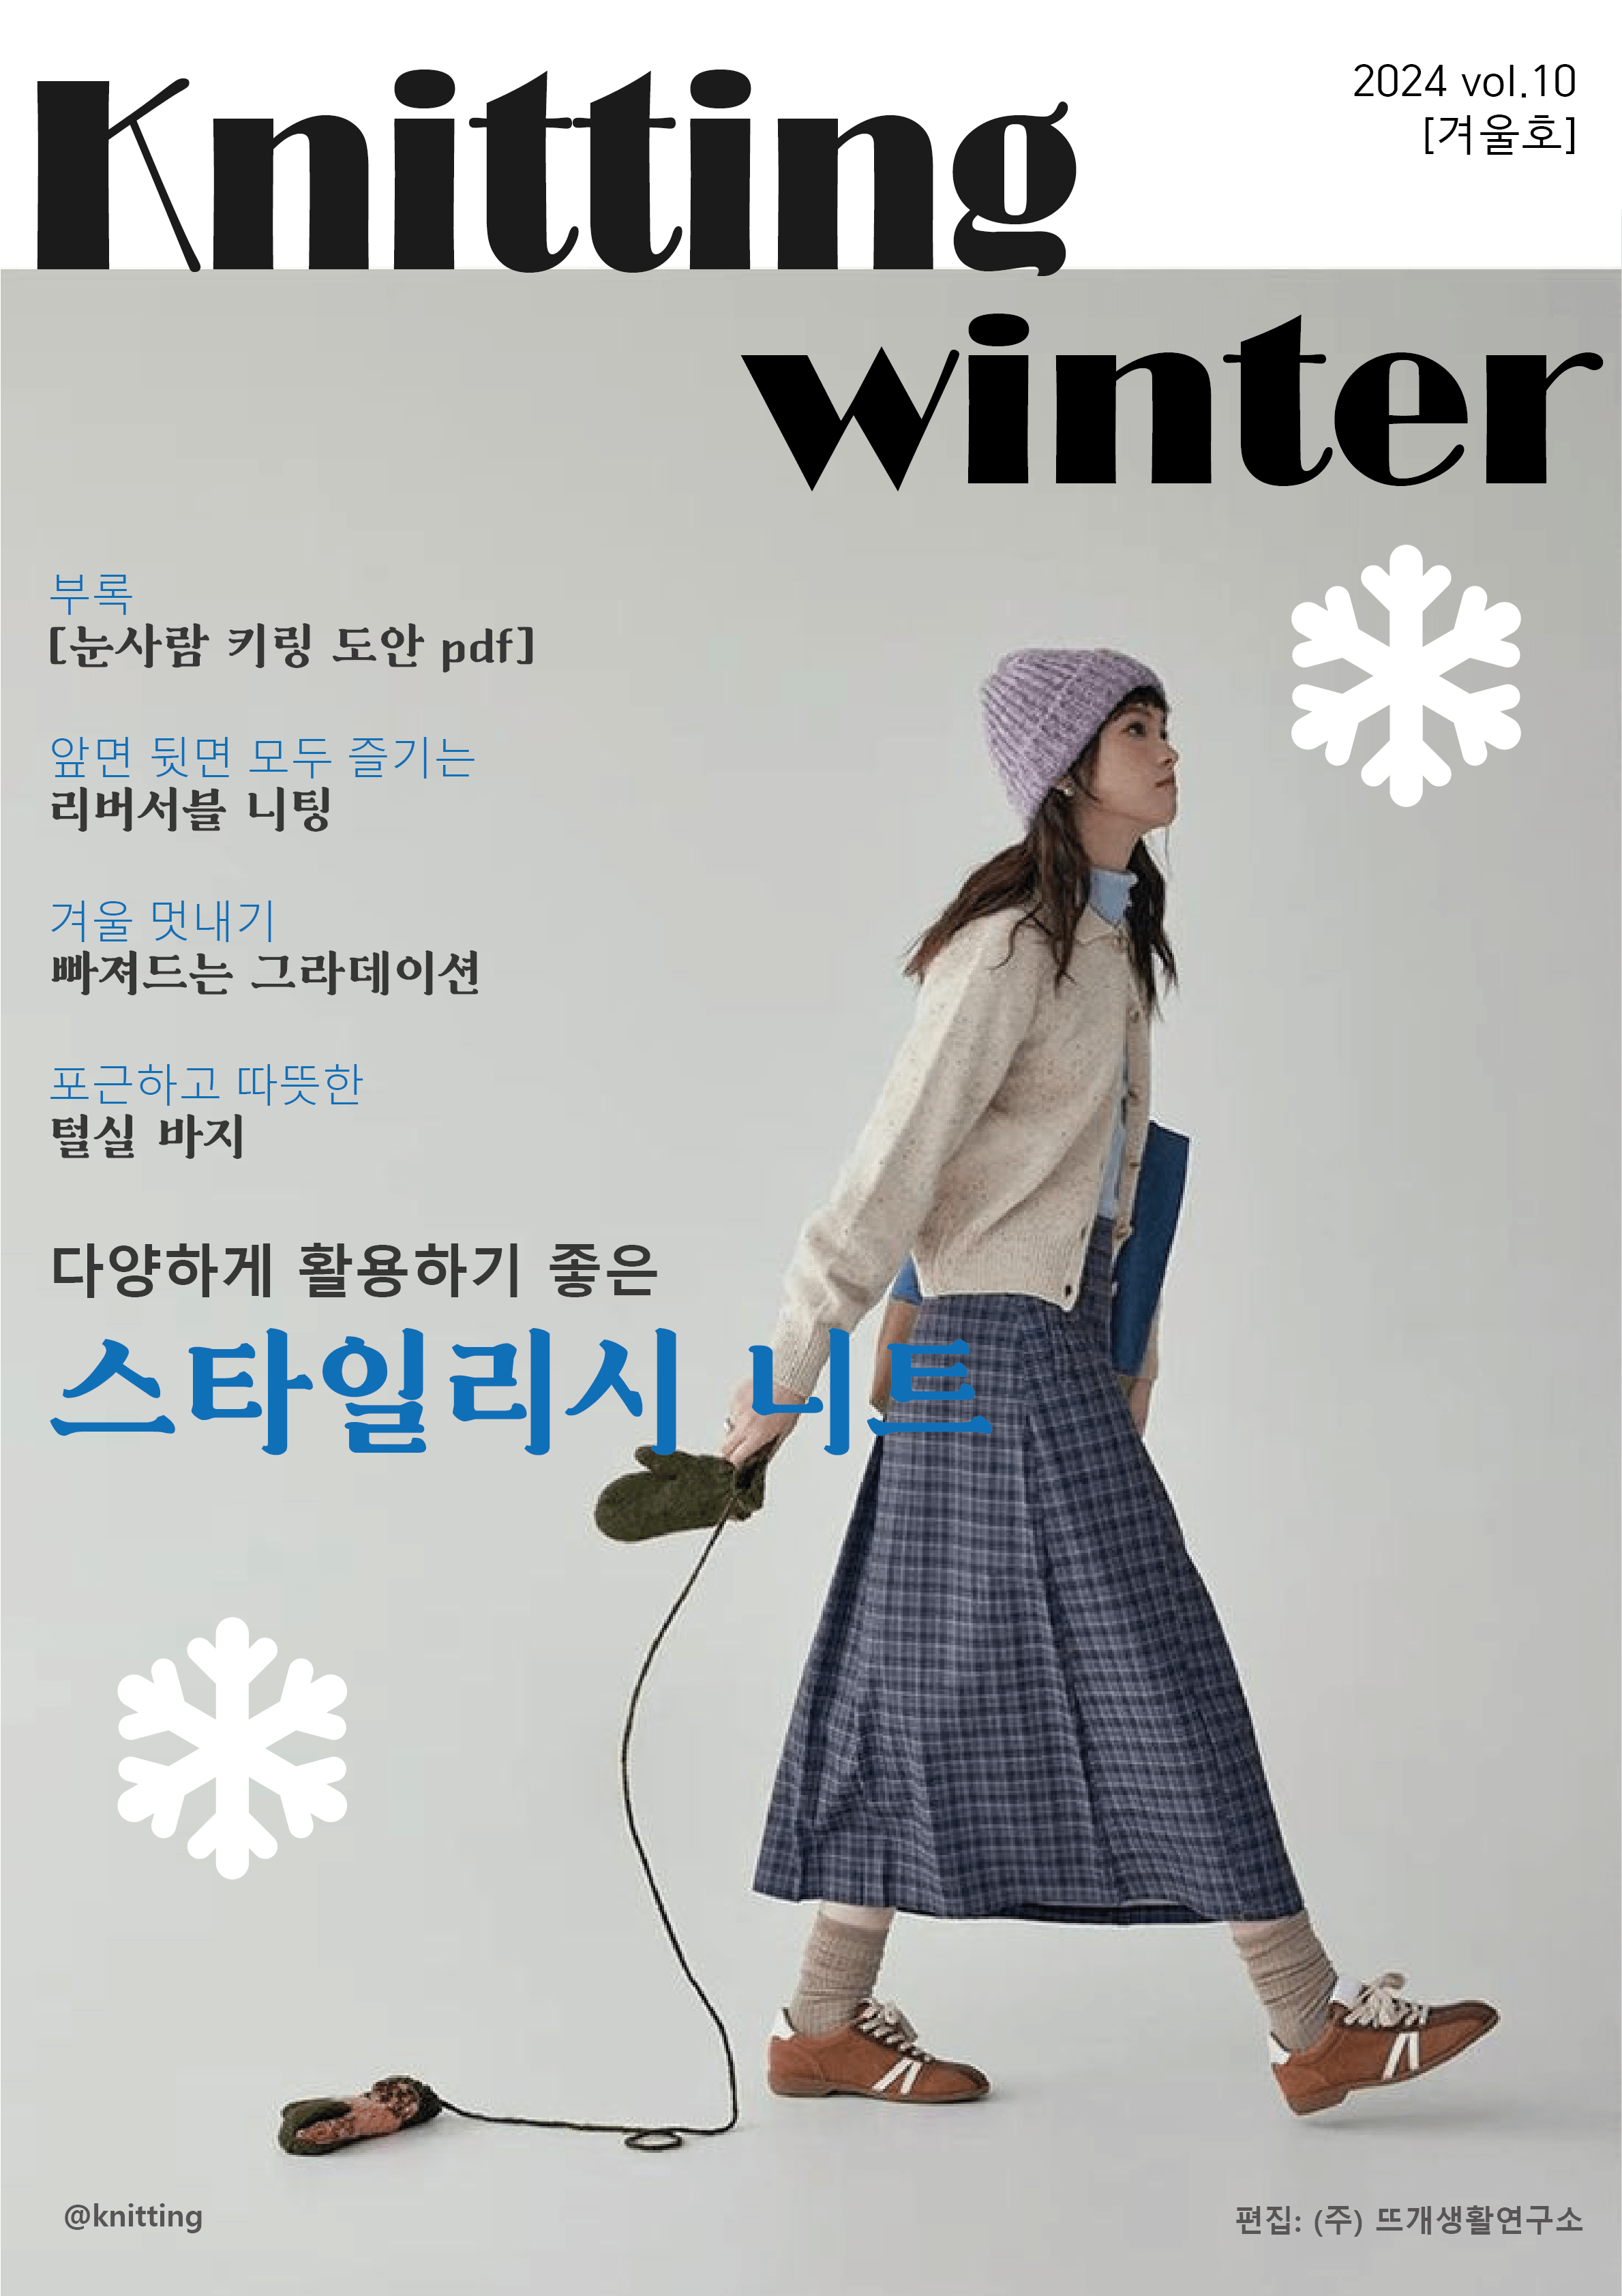 Knitting
2024 vol.10
[겨울호]
winter
부록
[눈사람 키링 도안 pdf]
앞면 뒷면 모두 즐기는
리버서블 니팅
겨울 멋내기
빠져드는 그라데이션
포근하고 따뜻한
털실 바지
다양하게 활용하기 좋은
스타일리시 니트
@knitting
편집: (주) 뜨개생활연구소